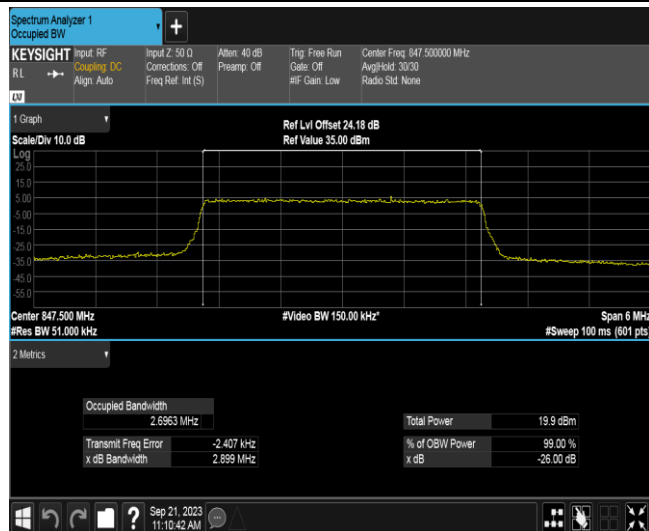 Spectrum Analyzer 1
Occupied BW
+
KEYSIGHT
RL
Input: RF
Coupling: DC
Align: Auto
Input Z: 50 Ω
Corrections: Off
Freq Ref: Int (S)
Atten: 40 dB
Preamp: Off
Trig: Free Run
Gate: Off
#IF Gain: Low
Center Freq: 847.500000 MHz
Avg|Hold: 30/30
Radio Std: None
1 Graph
Scale/Div 10.0 dB
Ref Lvl Offset 24.18 dB
Ref Value 35.00 dBm
Log
25.0
15.0
5.00
-5.00
-15.0
-25.0
-35.0
-45.0
-55.0
Center 847.500 MHz
#Video BW 150.00 kHz*
Span 6 MHz
#Res BW 51.000 kHz
#Sweep 100 ms (601 pts)
2 Metrics
Occupied Bandwidth
2.6963 MHz
Total Power 19.9 dBm
Transmit Freq Error -2.407 kHz
% of OBW Power 99.00 %
x dB Bandwidth 2.899 MHz
x dB -26.00 dB
?
Sep 21, 2023
11:10:42 AM